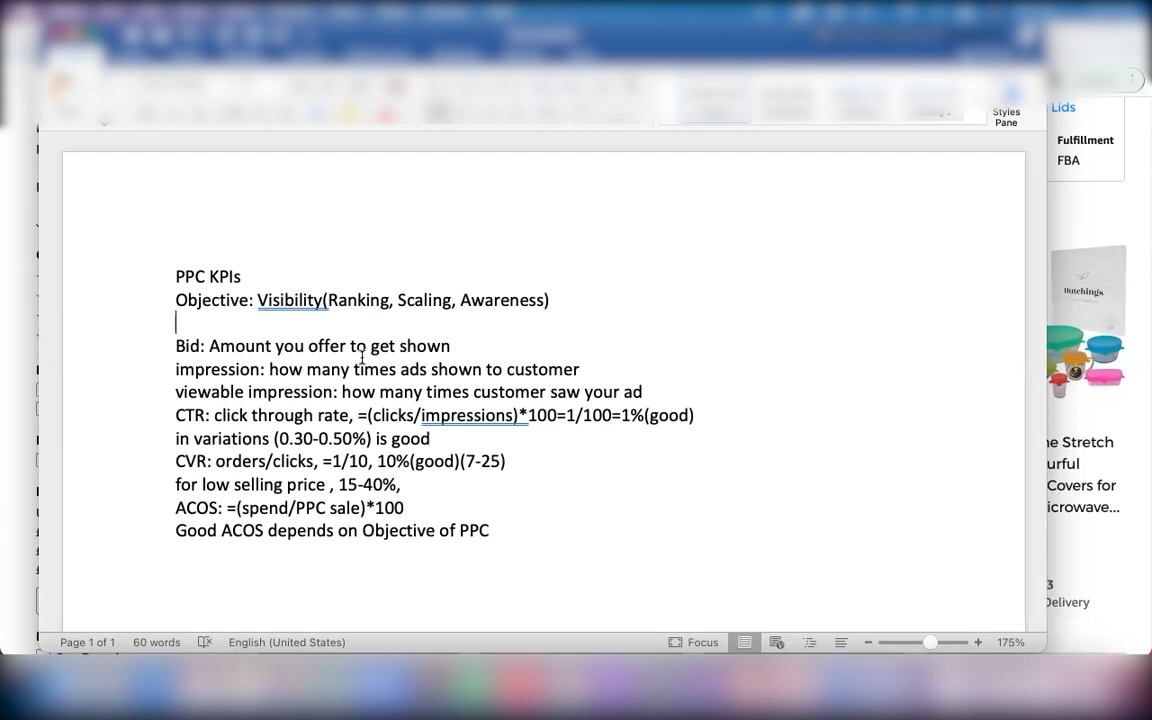 Styles
Pane
Lids
Fulfillment
FBA
PPC KPIs
Objective: Visibility(Ranking, Scaling, Awareness)
Bid: Amount you offer to get shown
impression: how many times ads shown to customer
viewable impression: how many times customer saw your ad
CTR: click through rate, =(clicks/impressions)*100=1/100=1%(good)
in variations (0.30-0.50%) is good
CVR: orders/clicks, =1/10, 10%(good)(7-25)
for low selling price , 15-40%,
ACOS: =(spend/PPC sale)*100
Good ACOS depends on Objective of PPC
Hutchings
Stretch
Covers for
3
Delivery
Page 1 of 1 60 words English (United States) Focus 175%